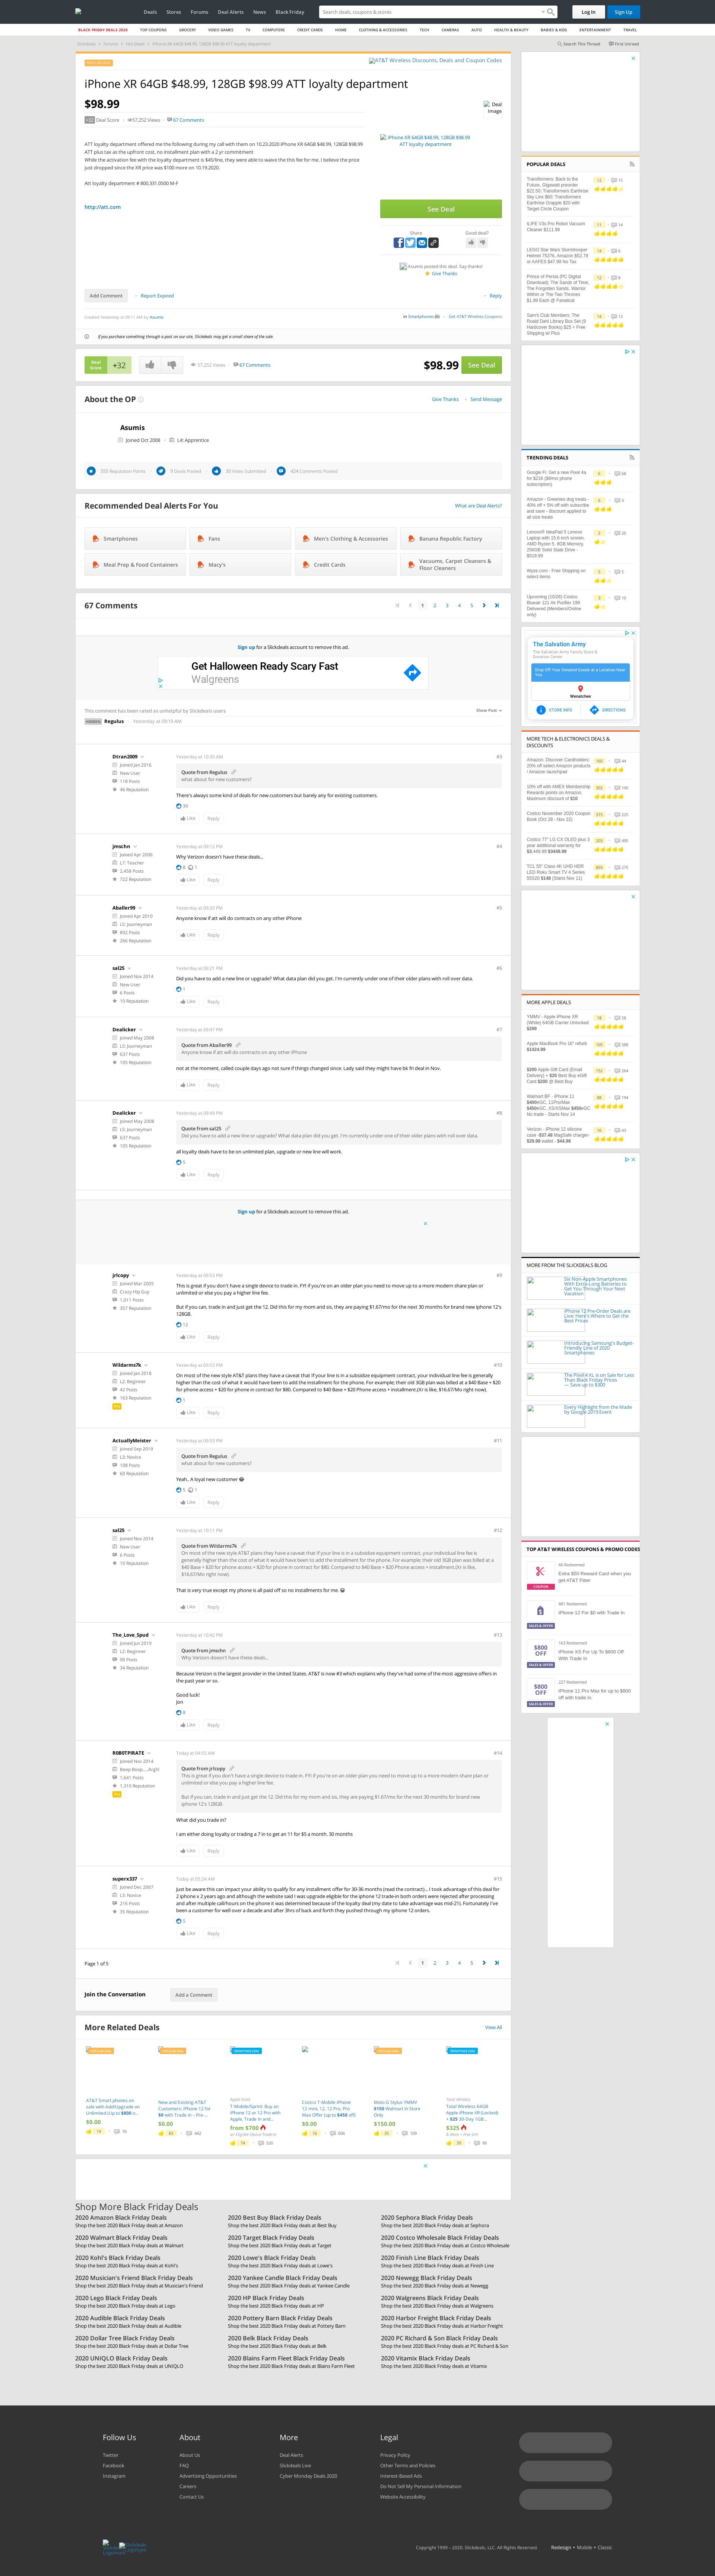 Deals Stores Forums Deal Alerts News Black Friday
Search deals, coupons & stores
Log In Sign Up
BLACK FRIDAY DEALS 2020 TOP COUPONS GROCERY VIDEO GAMES TV COMPUTERS CREDIT CARDS HOME CLOTHING & ACCESSORIES TECH CAMERAS AUTO HEALTH & BEAUTY BABIES & KIDS ENTERTAINMENT TRAVEL
Slickdeals > Forums > Hot Deals > iPhone XR 64GB $48.99, 128GB $98.99 ATT loyalty department
Search This Thread First Unread
AT&T Wireless Discounts, Deals and Coupon Codes
iPhone XR 64GB $48.99, 128GB $98.99 ATT loyalty department
$98.99
+32 Deal Score 57,252 Views 67 Comments
Deal Image
ATT loyalty department offered me the following deal during my call with them on 10.23.2020 iPhone XR 64GB $48.99, 128GB $98.99
ATT plus tax as the upfront cost, no installment plan with a 2 yr commitment
While the activation fee with the loyalty department is $45/line, they were able to waive this fee for me. I believe the price
just dropped since the XR price was $100 more on 10.19.2020.
Att loyalty department # 800.331.0500 M-F
http://att.com
iPhone XR 64GB $48.99, 128GB $98.99 ATT loyalty department
See Deal
Share Good deal?
Asumis posted this deal. Say thanks!
Give Thanks
Add Comment Report Expired Reply
Created Yesterday at 09:11 AM by Asumis
in Smartphones (6) Get AT&T Wireless Coupons
If you purchase something through a post on our site, Slickdeals may get a small share of the sale.
Deal Score +32 57,252 Views 67 Comments $98.99 See Deal
About the OP
Give Thanks Send Message
Asumis
Joined Oct 2008 L4: Apprentice
355 Reputation Points 9 Deals Posted 30 Votes Submitted 424 Comments Posted
Recommended Deal Alerts For You
What are Deal Alerts?
Smartphones Fans Men's Clothing & Accessories Banana Republic Factory
Meal Prep & Food Containers Macy's Credit Cards Vacuums, Carpet Cleaners & Floor Cleaners
67 Comments
1 2 3 4 5
Sign up for a Slickdeals account to remove this ad.
Get Halloween Ready Scary Fast
Walgreens
This comment has been rated as unhelpful by Slickdeals users
Show Post
Regulus Yesterday at 09:19 AM
Dtran2009 Yesterday at 10:35 AM #3
Joined Jan 2016
New User
118 Posts
46 Reputation
Quote from Regulus
what about for new customers?
There's always some kind of deals for new customers but barely any for existing customers.
30
Like Reply
jmschn Yesterday at 09:12 PM #4
Joined Apr 2006
L7: Teacher
2,458 Posts
722 Reputation
Why Verizon doesn't have these deals...
8 1
Like Reply
Aballer99 Yesterday at 09:20 PM #5
Joined Apr 2010
L5: Journeyman
892 Posts
266 Reputation
Anyone know if att will do contracts on any other iPhone
Like Reply
sal25 Yesterday at 09:21 PM #6
Joined Nov 2014
New User
6 Posts
10 Reputation
Did you have to add a new line or upgrade? What data plan did you get. I'm currently under one of their older plans with roll over data.
1
Like Reply
Dealicker Yesterday at 09:47 PM #7
Joined May 2008
L5: Journeyman
637 Posts
105 Reputation
Quote from Aballer99
Anyone know if att will do contracts on any other iPhone
not at the moment, called couple days ago not sure if things changed since. Lady said they might have bk fri deal in Nov.
Like Reply
Dealicker Yesterday at 09:49 PM #8
Joined May 2008
L5: Journeyman
637 Posts
105 Reputation
Quote from sal25
Did you have to add a new line or upgrade? What data plan did you get. I'm currently under one of their older plans with roll over data.
all loyalty deals have to be on unlimited plan, upgrade or new line will work.
5
Like Reply
Sign up for a Slickdeals account to remove this ad.
jrlcopy Yesterday at 09:53 PM #9
Joined Mar 2005
Crazy Hip Guy
1,011 Posts
357 Reputation
This is great if you don't have a single device to trade in. FYI if you're on an older plan you need to move up to a more modern share plan or
unlimited or else you pay a higher line fee.
But if you can, trade in and just get the 12. Did this for my mom and sis, they are paying $1.67/mo for the next 30 months for brand new iphone 12's
128GB.
12
Like Reply
Wildarms7k Yesterday at 09:53 PM #10
Joined Jan 2018
L2: Beginner
42 Posts
163 Reputation
Pro
On most of the new style AT&T plans they have a caveat that if your line is in a subsidize equipment contract, your individual line fee is generally
higher than the total cost of what it would have been to add the installment for the phone. For example, their old 3GB plan was billed as a $40 Base +
$20 for phone access + $20 for phone in contract for $80. Compared to $40 Base + $20 Phone access + installments.(Xr is like, $16.67/Mo right now).
1
Like Reply
ActuallyMeister Yesterday at 09:53 PM #11
Joined Sep 2019
L3: Novice
108 Posts
60 Reputation
Quote from Regulus
what about for new customers?
Yeah.. A loyal new customer 😂
5 1
Like Reply
sal25 Yesterday at 10:11 PM #12
Joined Nov 2014
New User
6 Posts
10 Reputation
Quote from Wildarms7k
On most of the new style AT&T plans they have a caveat that if your line is in a subsidize equipment contract, your individual line fee is
generally higher than the total cost of what it would have been to add the installment for the phone. For example, their old 3GB plan was billed as a
$40 Base + $20 for phone access + $20 for phone in contract for $80. Compared to $40 Base + $20 Phone access + installments.(Xr is like,
$16.67/Mo right now).
That is very true except my phone is all paid off so no installments for me. 😂
Like Reply
The_Love_Spud Yesterday at 10:42 PM #13
Joined Jun 2019
L2: Beginner
99 Posts
34 Reputation
Quote from jmschn
Why Verizon doesn't have these deals...
Because Verizon is the largest provider in the United States. AT&T is now #3 which explains why they've had some of the most aggressive offers in
the past year or so.
Good luck!
Jon
8
Like Reply
R0B0TPIRATE Today at 04:02 AM #14
Joined Nov 2014
Beep Boop.....Arghl
1,641 Posts
1,310 Reputation
Pro
Quote from jrlcopy
This is great if you don't have a single device to trade in. FYI if you're on an older plan you need to move up to a more modern share plan or
unlimited or else you pay a higher line fee.
But if you can, trade in and just get the 12. Did this for my mom and sis, they are paying $1.67/mo for the next 30 months for brand new
iphone 12's 128GB.
What did you trade in?
I am either doing loyalty or trading a 7 in to get an 11 for $5 a month, 30 months
Like Reply
superx337 Today at 05:24 AM #15
Joined Dec 2007
L3: Novice
216 Posts
35 Reputation
Just be aware this can impact your ability to qualify for any installment offer for 30-36 months (read the contract)... I took advantage of this deal for
2 iphone x 2 years ago and although the website said I was upgrade eligible for the iphone 12 trade in both times the phones were
purchased/ordered, after both iphones were delivered it was determined I was not eligible because of the loyalty deal (my date of elgibility was mid-21). Fortunately I've been
a customer for well over a decade and after 3hrs of back and forth they pushed through my iphone 12 orders.
5
Like Reply
Page 1 of 5
1 2 3 4 5
Join the Conversation Add a Comment
More Related Deals
View All
AT&T Smart phones on sale with Add/Upgrade on Unlimited (Up to $800 o...
$0.00
New and Existing AT&T Customers: iPhone 12 for $0 with Trade in – Pre-...
$0.00
Apple Store
T-Mobile/Sprint: Buy an iPhone 12 or 12 Pro with Apple, Trade In and...
from $700
w/ Eligible Device Trade-In
Costco T-Mobile iPhone 12 mini, 12, 12 Pro, Pro Max Offer (up to $450 off)
$0.00
Moto G Stylus YMMV $150 Walmart In Store Only
$150.00
Total Wireless
Total Wireless 64GB Apple iPhone XR (Locked) + $25 30-Day 1GB...
$325
Shop More Black Friday Deals
2020 Amazon Black Friday Deals
Shop the best 2020 Black Friday deals at Amazon
2020 Best Buy Black Friday Deals
Shop the best 2020 Black Friday deals at Best Buy
2020 Sephora Black Friday Deals
Shop the best 2020 Black Friday deals at Sephora
2020 Walmart Black Friday Deals
Shop the best 2020 Black Friday deals at Walmart
2020 Target Black Friday Deals
Shop the best 2020 Black Friday deals at Target
2020 Costco Wholesale Black Friday Deals
Shop the best 2020 Black Friday deals at Costco Wholesale
2020 Kohl's Black Friday Deals
Shop the best 2020 Black Friday deals at Kohl's
2020 Lowe's Black Friday Deals
Shop the best 2020 Black Friday deals at Lowe's
2020 Finish Line Black Friday Deals
Shop the best 2020 Black Friday deals at Finish Line
2020 Musician's Friend Black Friday Deals
Shop the best 2020 Black Friday deals at Musician's Friend
2020 Yankee Candle Black Friday Deals
Shop the best 2020 Black Friday deals at Yankee Candle
2020 Newegg Black Friday Deals
Shop the best 2020 Black Friday deals at Newegg
2020 Lego Black Friday Deals
Shop the best 2020 Black Friday deals at Lego
2020 HP Black Friday Deals
Shop the best 2020 Black Friday deals at HP
2020 Walgreens Black Friday Deals
Shop the best 2020 Black Friday deals at Walgreens
2020 Audible Black Friday Deals
Shop the best 2020 Black Friday deals at Audible
2020 Pottery Barn Black Friday Deals
Shop the best 2020 Black Friday deals at Pottery Barn
2020 Harbor Freight Black Friday Deals
Shop the best 2020 Black Friday deals at Harbor Freight
2020 Dollar Tree Black Friday Deals
Shop the best 2020 Black Friday deals at Dollar Tree
2020 Belk Black Friday Deals
Shop the best 2020 Black Friday deals at Belk
2020 PC Richard & Son Black Friday Deals
Shop the best 2020 Black Friday deals at PC Richard & Son
2020 UNIQLO Black Friday Deals
Shop the best 2020 Black Friday deals at UNIQLO
2020 Blains Farm Fleet Black Friday Deals
Shop the best 2020 Black Friday deals at Blains Farm Fleet
2020 Vitamix Black Friday Deals
Shop the best 2020 Black Friday deals at Vitamix
POPULAR DEALS
Transformers: Back to the Future, Gigawatt preorder $22.50; Transformers Earthrise Sky Linx $60; Transformers Earthrise Grapple $20 with Target Circle Coupon
ILIFE V3s Pro Robot Vacuum Cleaner $111.99
LEGO Star Wars Stormtrooper Helmet 75276, Amazon $52.79 or AAFES $47.99 No Tax
Prince of Persia (PC Digital Download): The Sands of Time, The Forgotten Sands, Warrior Within or The Two Thrones $1.99 Each @ Fanatical
Sam's Club Members: The Roald Dahl Library Box Set (9 Hardcover Books) $25 + Free Shipping w/ Plus
TRENDING DEALS
Google Fi: Get a new Pixel 4a for $216 ($9/mo phone subscription)
Amazon - Greenies dog treats - 40% off + 5% off with subscribe and save - discount applied to all size treats
Lenovo® IdeaPad 5 Lenovo Laptop with 15.6 inch screen, AMD Ryzen 5, 8GB Memory, 256GB Solid State Drive - $519.99
Wyze.com - Free Shipping on select items
Upcoming (10/26) Costco Blueair 121 Air Purifier 199 Delivered (Members/Online only)
The Salvation Army
The Salvation Army Family Store & Donation Center
Drop Off Your Donated Goods at a Location Near You
Wenatchee
STORE INFO DIRECTIONS
MORE TECH & ELECTRONICS DEALS & DISCOUNTS
Amazon: Discover Cardholders; 20% off select Amazon products / Amazon launchpad
10% off with AMEX Membership Rewards points on Amazon. Maximum discount of $10
Costco November 2020 Coupon Book (Oct 28 - Nov 22)
Costco 77" LG CX OLED plus 3 year additional warranty for $3,449.99 $3449.99
TCL 55" Class 4K UHD HDR LED Roku Smart TV 4 Series 55S20 $148 (Starts Nov 11)
MORE APPLE DEALS
YMMV - Apple iPhone XR (White) 64GB Carrier Unlocked $299
Apple MacBook Pro 16" refurb $1424.99
$200 Apple Gift Card (Email Delivery) + $20 Best Buy eGift Card $200 @ Best Buy
Walmart BF - iPhone 11 $400eGC, 11Pro/Max $450eGC, XS/XSMax $450eGC No trade - Starts Nov 14
Verizon - iPhone 12 silicone case -$37.48 MagSafe charger- $29.98 wallet - $44.98
MORE FROM THE SLICKDEALS BLOG
Six Non-Apple Smartphones With Extra-Long Batteries to Get You Through Your Next Vacation
iPhone 12 Pre-Order Deals are Live: Here's Where to Get the Best Prices
Introducing Samsung's Budget-Friendly Line of 2020 Smartphones
The Pixel 4 XL is on Sale for Less Than Black Friday Prices — Save up to $300
Every Highlight from the Made by Google 2019 Event
TOP AT&T WIRELESS COUPONS & PROMO CODES
COUPON
Extra $50 Reward Card when you get AT&T Fiber
881 Redeemed
SALES & OFFER
iPhone 12 For $0 with Trade In
163 Redeemed
$800 OFF
SALES & OFFER
iPhone XS For Up To $800 Off With Trade In
227 Redeemed
$800 OFF
SALES & OFFER
iPhone 11 Pro Max for up to $800 off with trade in
Follow Us About More Legal
Twitter About Us Deal Alerts Privacy Policy
Facebook FAQ Slickdeals Live Other Terms and Policies
Instagram Advertising Opportunities Cyber Monday Deals 2020 Interest-Based Ads
Careers Do Not Sell My Personal Information
Contact Us Website Accessibility
Copyright 1999 - 2020. Slickdeals, LLC. All Rights Reserved. Redesign • Mobile • Classic